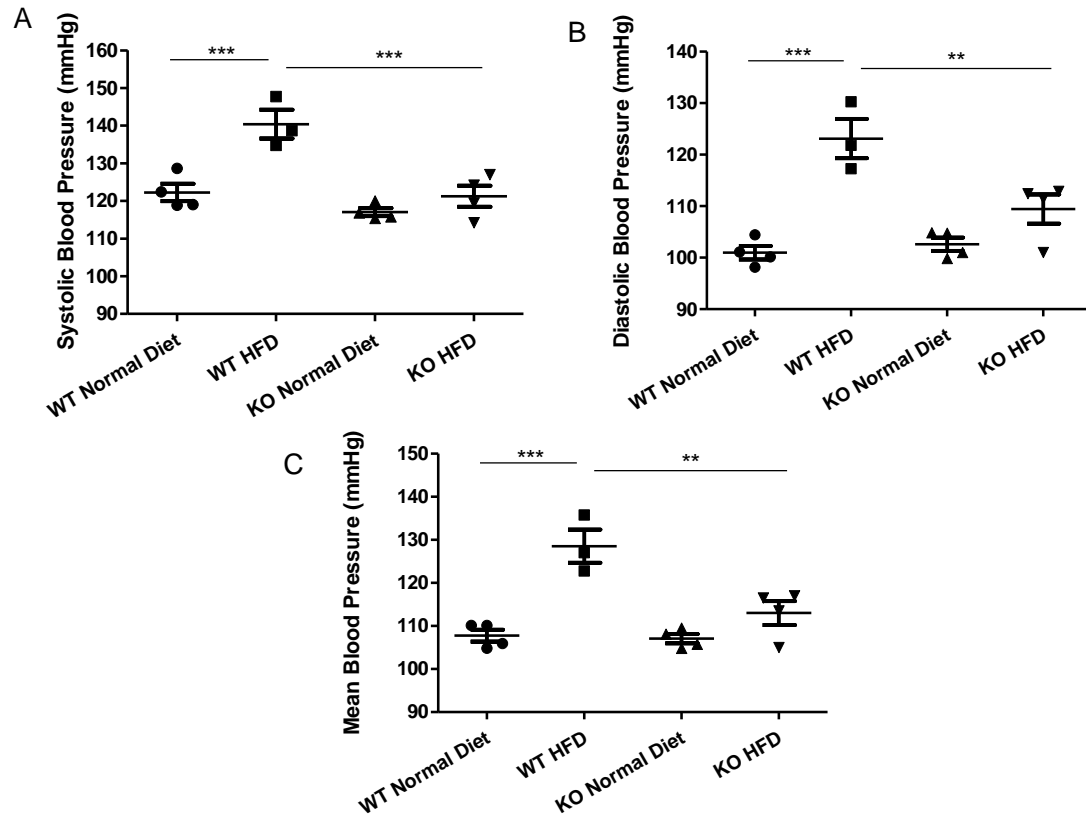 A
Systolic Blood Pressure (mmHg)
160
150
140
130
120
110
100
90
***
***
WT Normal Diet
WT HFD
KO Normal Diet
KO HFD
B
Diastolic Blood Pressure (mmHg)
140
130
120
110
100
90
***
**
WT Normal Diet
WT HFD
KO Normal Diet
KO HFD
C
Mean Blood Pressure (mmHg)
150
140
130
120
110
100
90
***
**
WT Normal Diet
WT HFD
KO Normal Diet
KO HFD